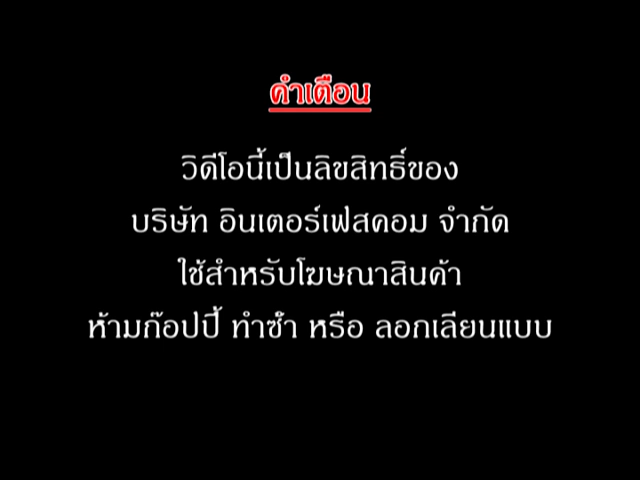 คำเตือน
วิดีโอนี้เป็นลิขสิทธิ์ของ
บริษัท อินเตอร์เฟสคอม จำกัด
ใช้สำหรับโฆษณาสินค้า
ห้ามก๊อปปี้ ทำซ้ำ หรือ ลอกเลียนแบบ